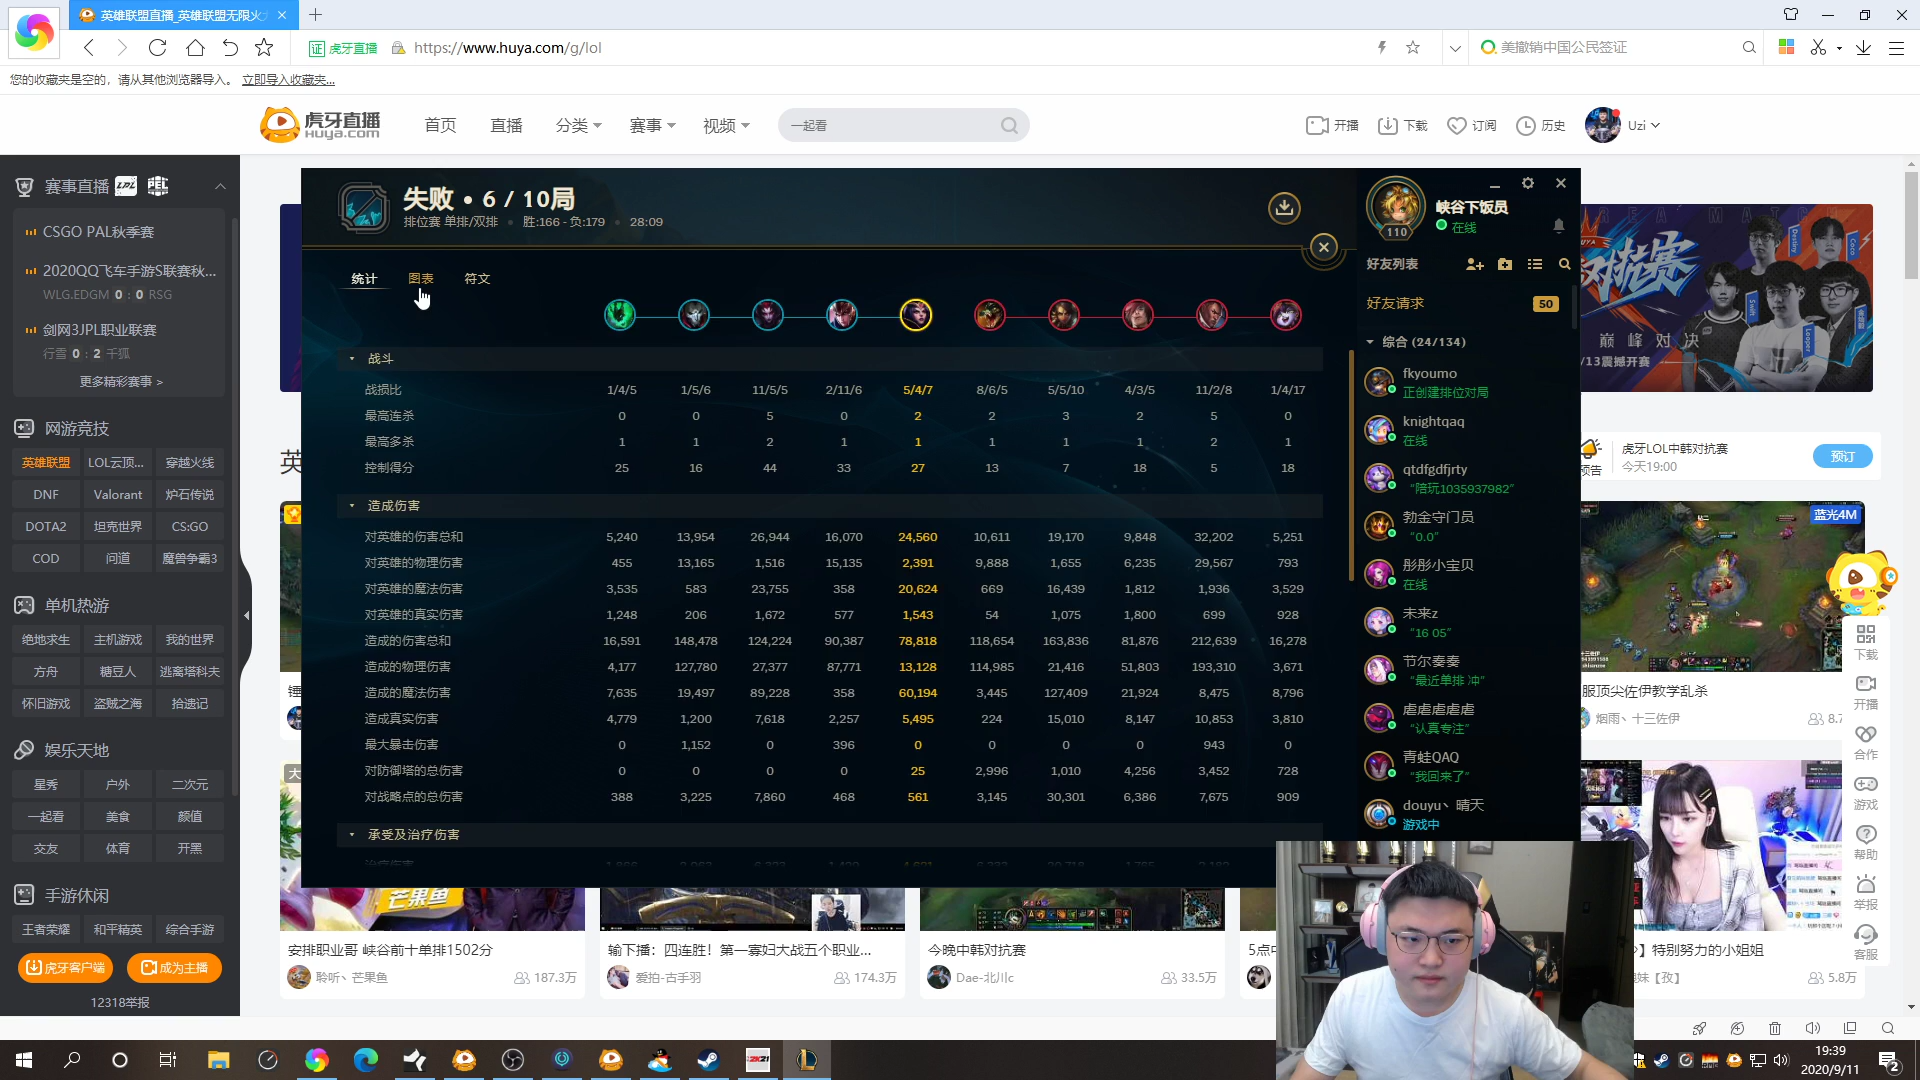 英雄联盟直播_英雄联盟无限火
虎牙直播
https://www.huya.com/g/lol
美撤销中国公民签证
您的收藏夹是空的，请从其他浏览器导入。 立即导入收藏夹...
虎牙直播
HUYA.COM
首页
直播
分类
赛事
视频
一起看
开播
下载
订阅
历史
Uzi
赛事直播
LPL
PEL
CSGO PAL秋季赛
2020QQ飞车手游S联赛秋...
WLG.EDGM 0 : 0 RSG
剑网3JPL职业联赛
行雪 0 : 2 千狐
更多精彩赛事 >
网游竞技
英雄联盟 LOL云顶... 穿越火线
DNF Valorant 炉石传说
DOTA2 坦克世界 CS:GO
COD 问道 魔兽争霸3
单机热游
绝地求生 主机游戏 我的世界
方舟 糖豆人 逃离塔科夫
怀旧游戏 盗贼之海 拾遗记
娱乐天地
星秀 户外 二次元
一起看 美食 颜值
交友 体育 开黑
手游休闲
王者荣耀 和平精英 综合手游
虎牙客户端 成为主播
12318举报
失败 • 6 / 10局
排位赛 单排/双排 • 胜:166 - 负:179 • 28:09
统计 图表 符文
战斗
战损比 1/4/5 1/5/6 11/5/5 2/11/6 5/4/7 8/6/5 5/5/10 4/3/5 11/2/8 1/4/17
最高连杀 0 0 5 0 2 2 3 2 5 0
最高多杀 1 1 2 1 1 1 1 1 2 1
控制得分 25 16 44 33 27 13 7 18 5 18
造成伤害
对英雄的伤害总和 5,240 13,954 26,944 16,070 24,560 10,611 19,170 9,848 32,202 5,251
对英雄的物理伤害 455 13,165 1,516 15,135 2,391 9,888 1,655 6,235 29,567 793
对英雄的魔法伤害 3,535 583 23,755 358 20,624 669 16,439 1,812 1,936 3,529
对英雄的真实伤害 1,248 206 1,672 577 1,543 54 1,075 1,800 699 928
造成的伤害总和 16,591 148,478 124,224 90,387 78,818 118,654 163,836 81,876 212,639 16,278
造成的物理伤害 4,177 127,780 27,377 87,771 13,128 114,985 21,416 51,803 193,310 3,671
造成的魔法伤害 7,635 19,497 89,228 358 60,194 3,445 127,409 21,924 8,475 8,796
造成真实伤害 4,779 1,200 7,618 2,257 5,495 224 15,010 8,147 10,853 3,810
最大暴击伤害 0 1,152 0 396 0 0 0 0 943 0
对防御塔的总伤害 0 0 0 0 25 2,996 1,010 4,256 3,452 728
对战略点的总伤害 388 3,225 7,860 468 561 3,145 30,301 6,386 7,675 909
承受及治疗伤害
峡谷下饭员
110
在线
好友列表
好友请求 50
综合 (24/134)
fkyoumo
正创建排位对局
knightqaq
在线
qtdfgdfjrty
“陪玩1035937982”
勃金守门员
“0.0”
彤彤小宝贝
在线
未来z
“16 05”
节尔奏奏
“最近单排 冲”
虐虐虐虐虐
“认真专注”
青蛙QAQ
“我回来了”
douyu丶 晴天
游戏中
对抗赛
巅峰对决
/13震撼开赛
预告
虎牙LOL中韩对抗赛
今天19:00
预订
蓝光4M
服顶尖佐伊教学乱杀
烟雨丶十三佐伊
下载
开播
合作
游戏
帮助
举报
客服
芒果鱼
安排职业哥 峡谷前十单排1502分
聆听丶芒果鱼 187.3万
输下播：四连胜！第一寡妇大战五个职业...
爱拍-古手羽 174.3万
今晚中韩对抗赛
Dae-北川c 33.5万
5点
】特别努力的小姐姐
妹【孜】 5.8万
2K21
19:39
2020/9/11
2